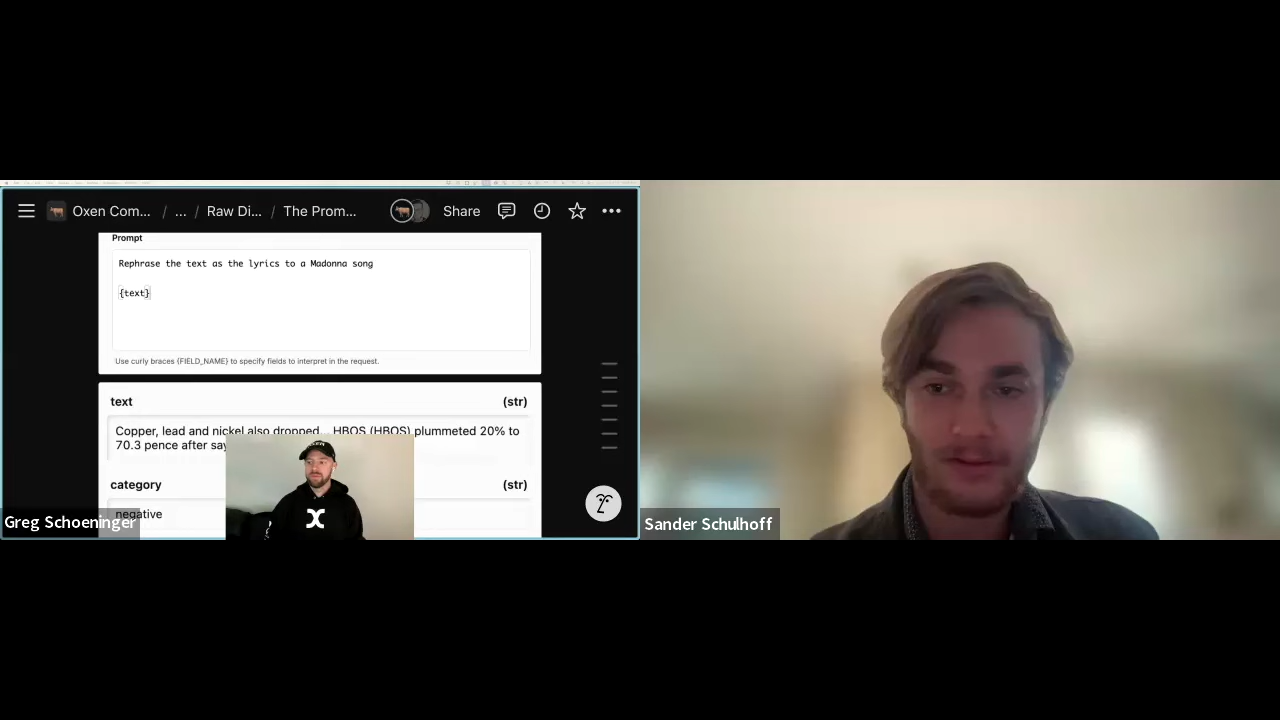 Oxen Com... / ... / Raw Di... / The Prom... Share
Prompt
Rephrase the text as the lyrics to a Madonna song
{text}
Use curly braces {FIELD_NAME} to specify fields to interpret in the request.
text (str)
Copper, lead and nickel also dropped ... HBOS (HBOS) plummeted 20% to
70.3 pence after
category (str)
negative
Greg Schoeninger
Sander Schulhoff